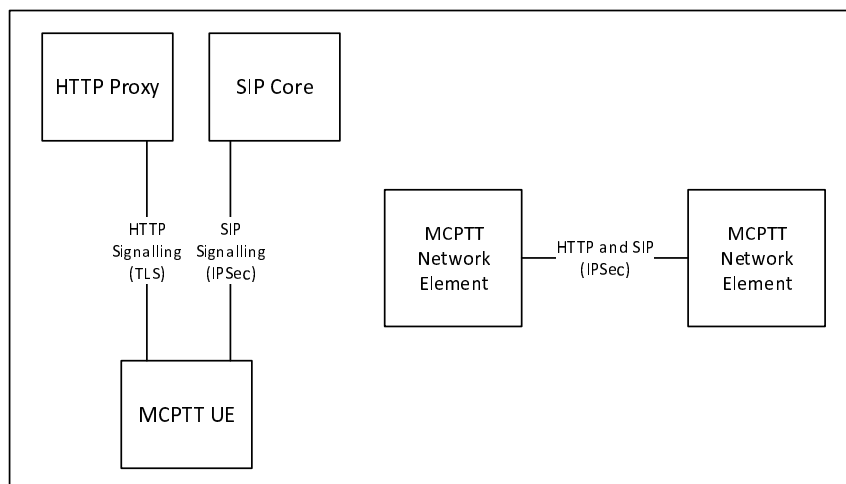 HTTP Proxy
SIP Core
HTTP
Signalling
(TLS)
SIP
Signalling
(IPSec)
MCPTT UE
MCPTT
Network
Element
HTTP and SIP
(IPSec)
MCPTT
Network
Element